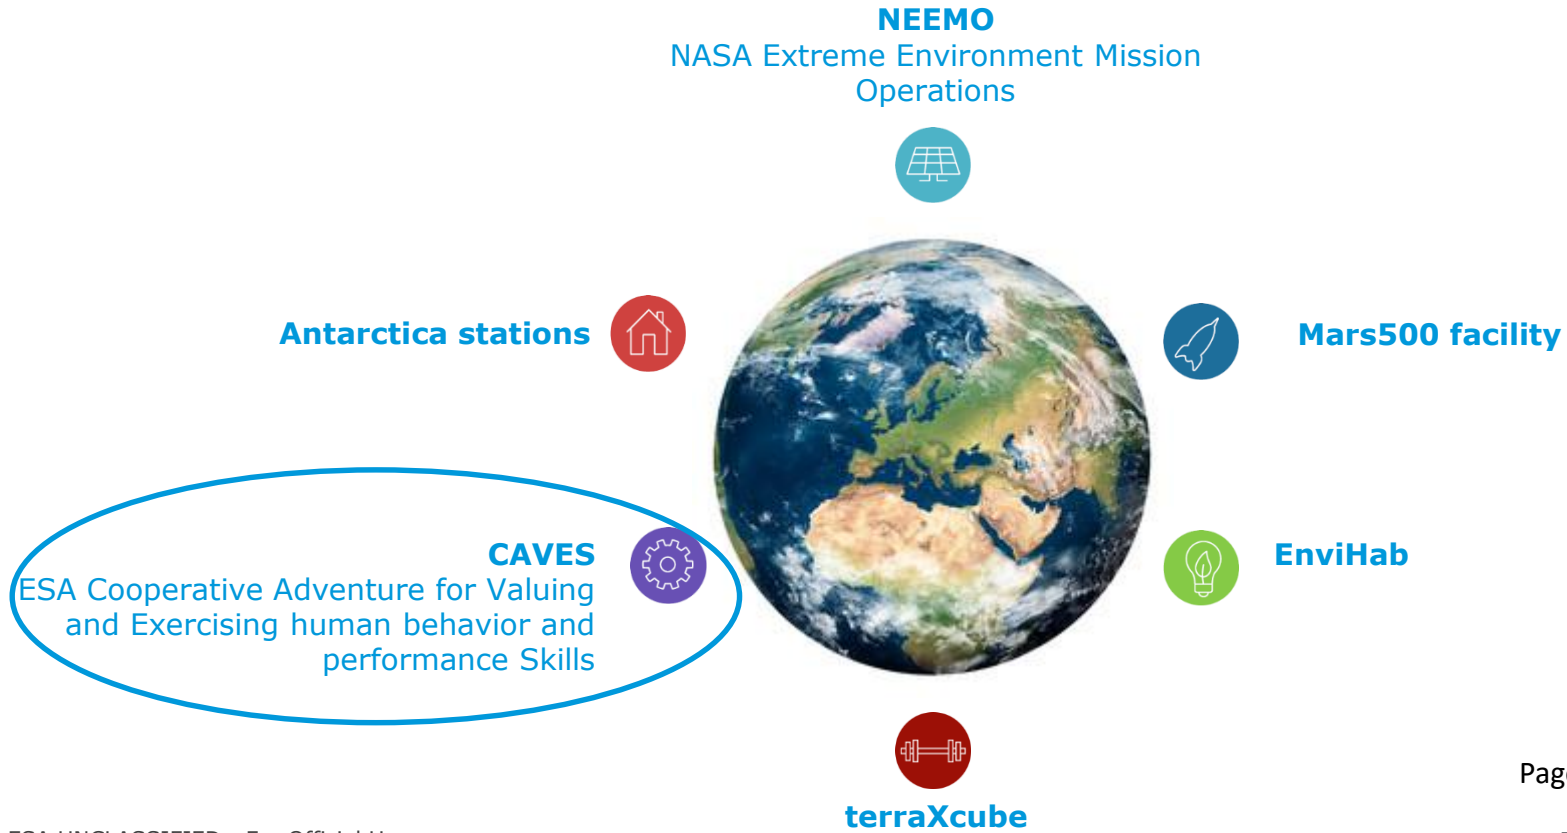 NEEMO
NASA Extreme Environment Mission
Operations
Antarctica stations
Mars500 facility
CAVES
ESA Cooperative Adventure for Valuing
and Exercising human behavior and
performance Skills
EnviHab
terraXcube